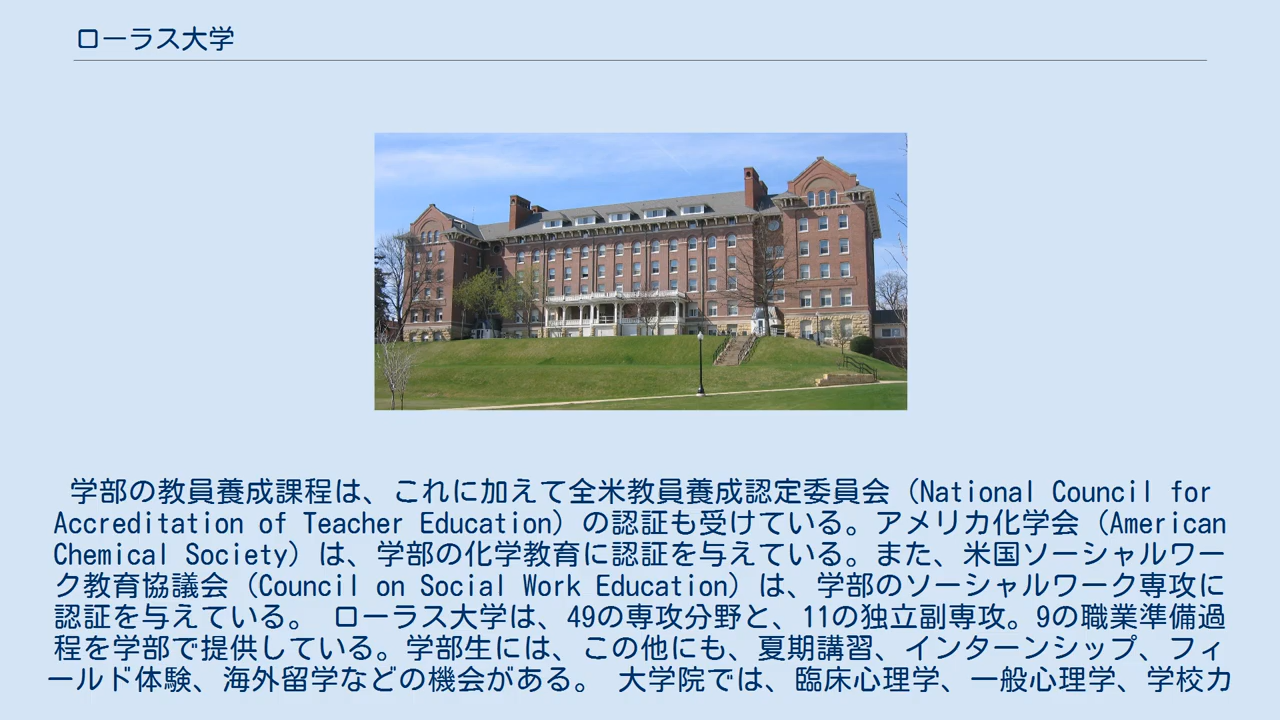 ローラス大学
学部の教員養成課程は、これに加えて全米教員養成認定委員会（National Council for
Accreditation of Teacher Education）の認証も受けている。アメリカ化学会（American
Chemical Society）は、学部の化学教育に認証を与えている。また、米国ソーシャルワー
ク教育協議会（Council on Social Work Education）は、学部のソーシャルワーク専攻に
認証を与えている。 ローラス大学は、49の専攻分野と、11の独立副専攻。9の職業準備過
程を学部で提供している。学部生には、この他にも、夏期講習、インターンシップ、フィ
ールド体験、海外留学などの機会がある。 大学院では、臨床心理学、一般心理学、学校カ